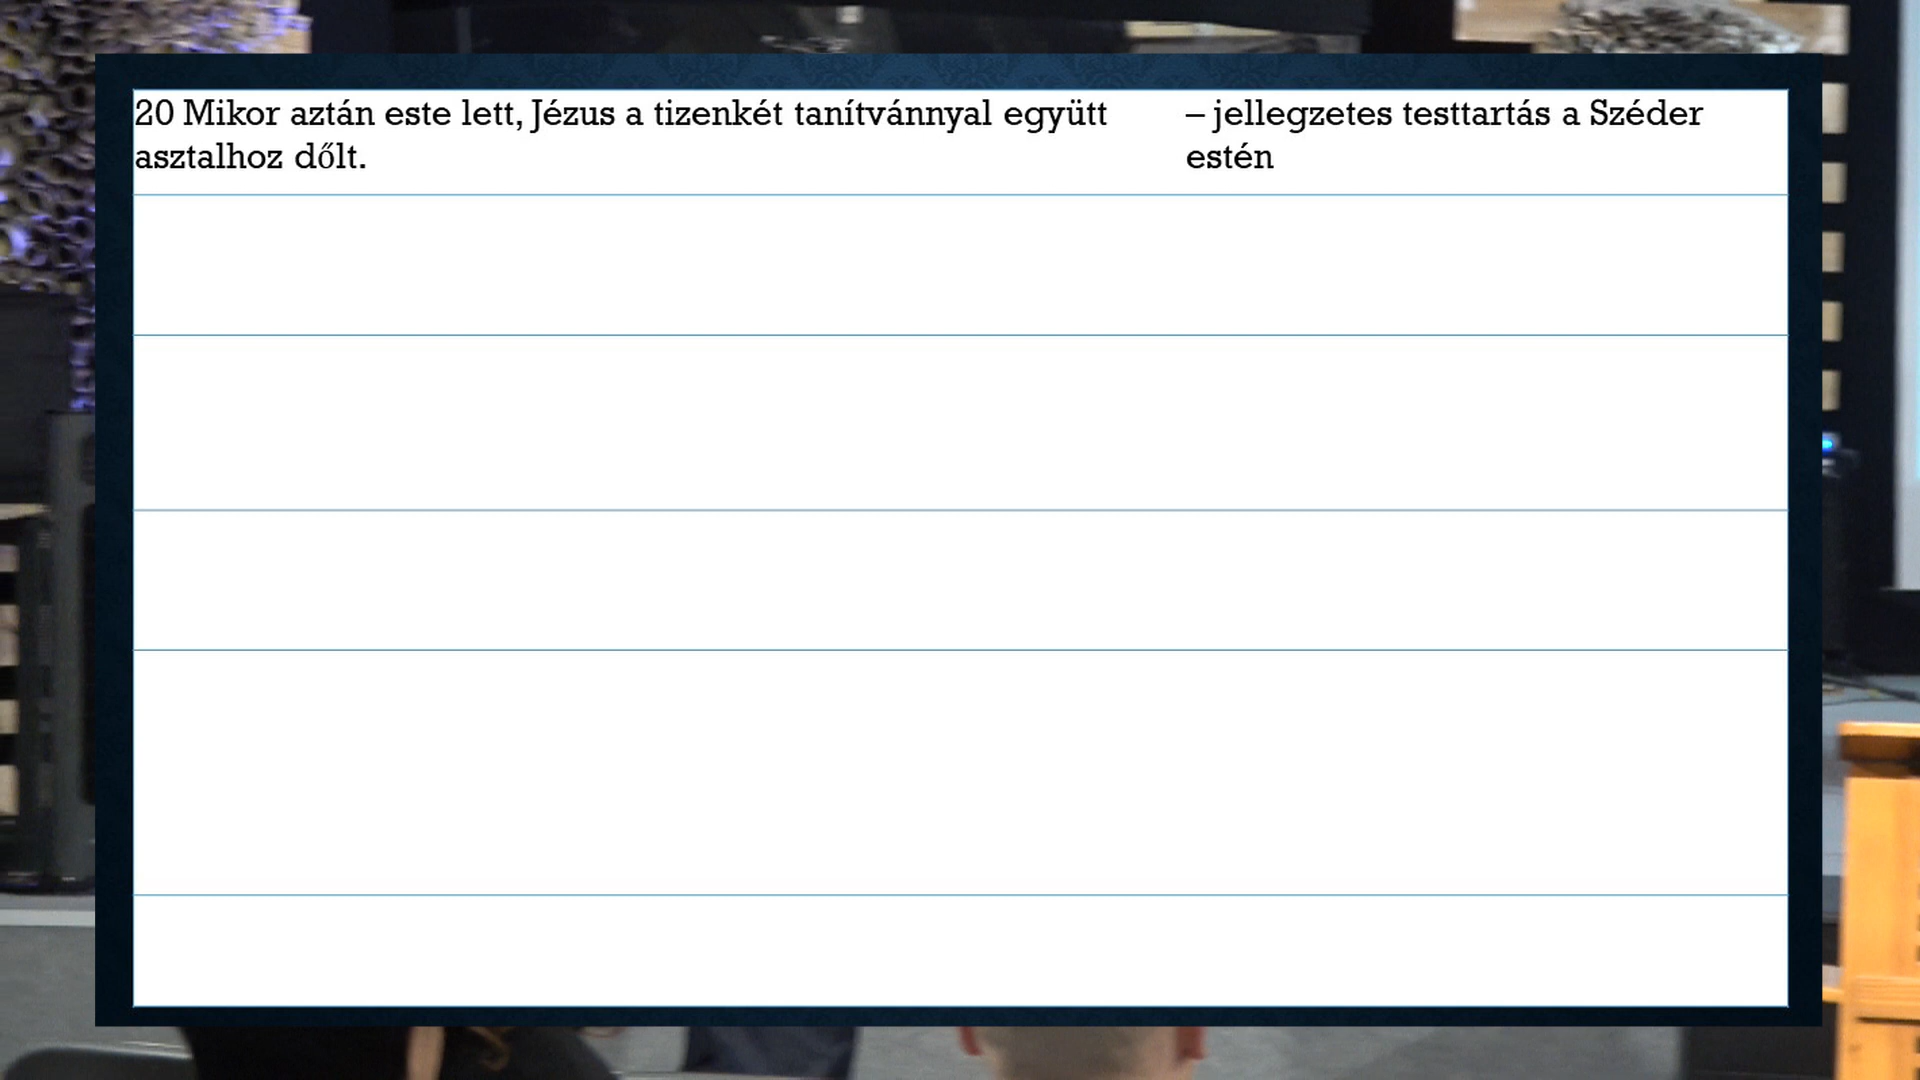 20 Mikor aztán este lett, Jézus a tizenkét tanítvánnyal együtt
asztalhoz dőlt.
– jellegzetes testtartás a Széder
estén